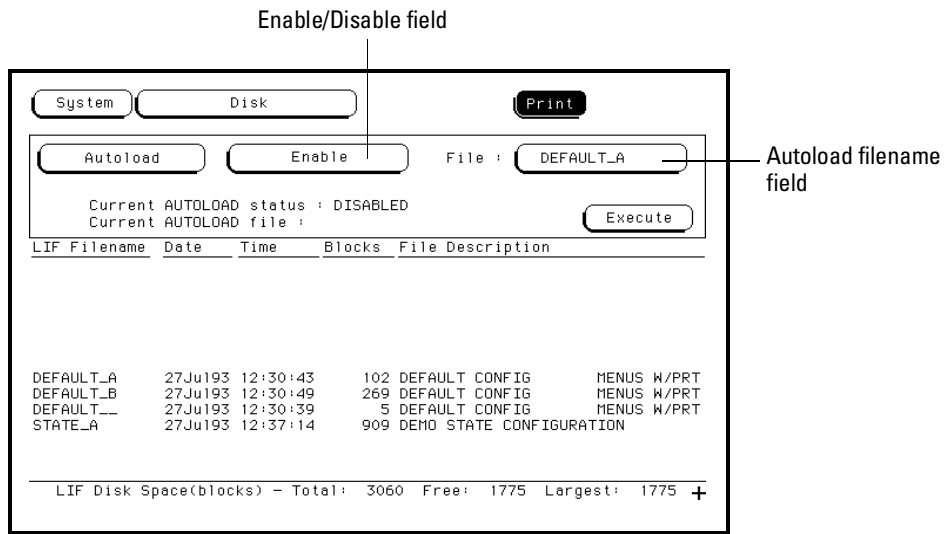 Enable/Disable field
System Disk Print
Autoload Enable File : DEFAULT_A
Autoload filename
field
Current AUTOLOAD status : DISABLED
Current AUTOLOAD file :
Execute
LIF Filename Date Time Blocks File Description
DEFAULT_A 27Jul93 12:30:43 102 DEFAULT CONFIG MENUS W/PRT
DEFAULT_B 27Jul93 12:30:49 269 DEFAULT CONFIG MENUS W/PRT
DEFAULT__ 27Jul93 12:30:39 5 DEFAULT CONFIG MENUS W/PRT
STATE_A 27Jul93 12:37:14 909 DEMO STATE CONFIGURATION
LIF Disk Space(blocks) – Total: 3060 Free: 1775 Largest: 1775 +